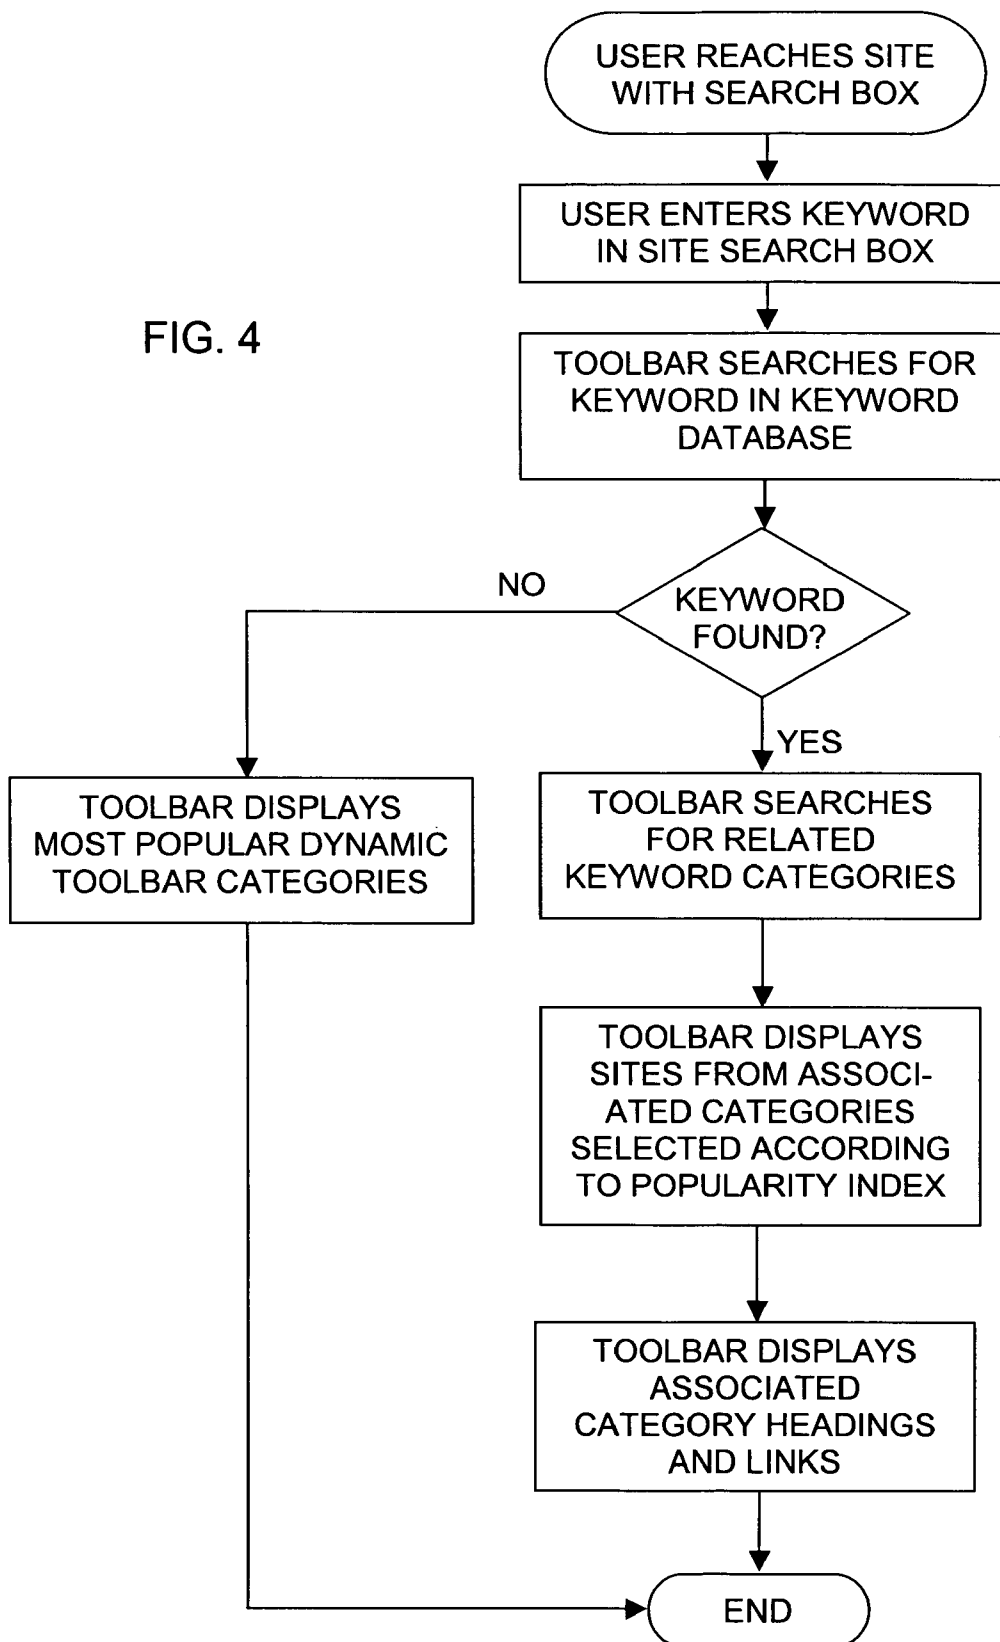 USER REACHES SITE
WITH SEARCH BOX
USER ENTERS KEYWORD
IN SITE SEARCH BOX
FIG. 4
TOOLBAR SEARCHES FOR
KEYWORD IN KEYWORD
DATABASE
NO
KEYWORD
FOUND?
YES
TOOLBAR DISPLAYS
MOST POPULAR DYNAMIC
TOOLBAR CATEGORIES
TOOLBAR SEARCHES
FOR RELATED
KEYWORD CATEGORIES
TOOLBAR DISPLAYS
SITES FROM ASSOCI-
ATED CATEGORIES
SELECTED ACCORDING
TO POPULARITY INDEX
TOOLBAR DISPLAYS
ASSOCIATED
CATEGORY HEADINGS
AND LINKS
END